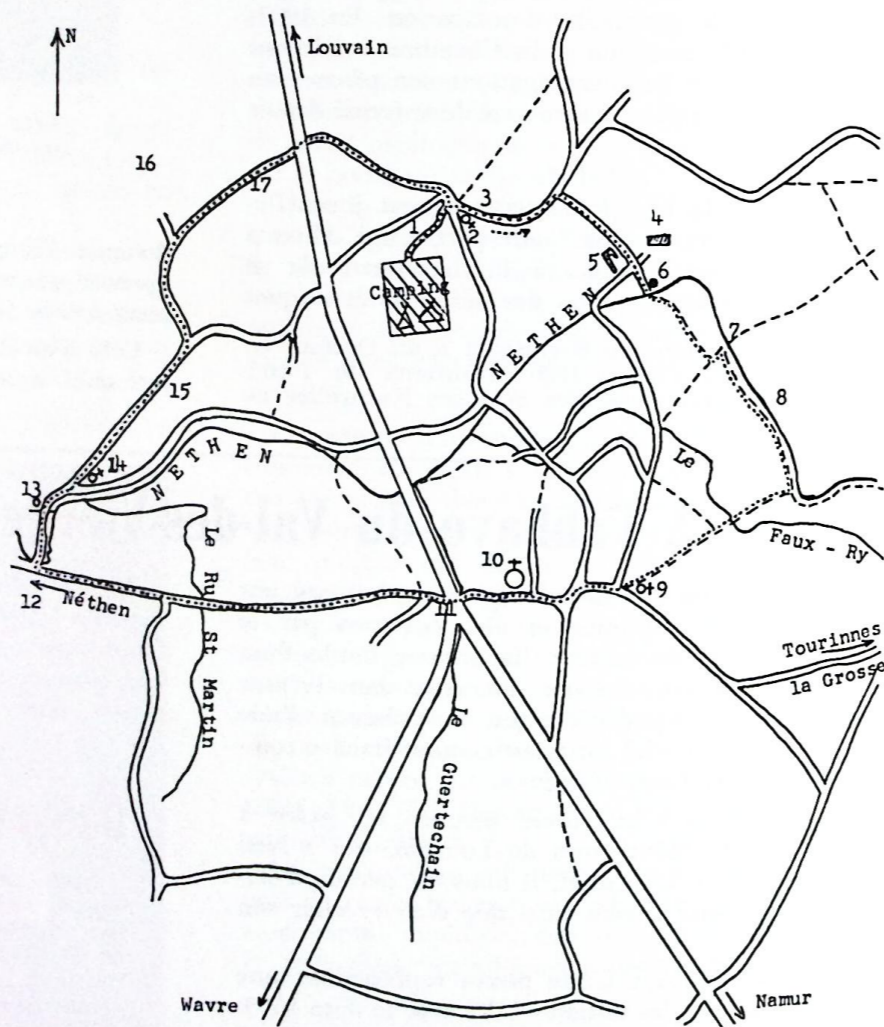 N
Louvain
16
17
3
1
2
4
Camping
5
6
NETHEN
7
15
8
14
NETHEN
Le
13
Faux - Ry
Le Ru St Martin
10
12
Néthen
11
9
Tourinnes
la Grosse
Le Guertechain
Wavre
Namur